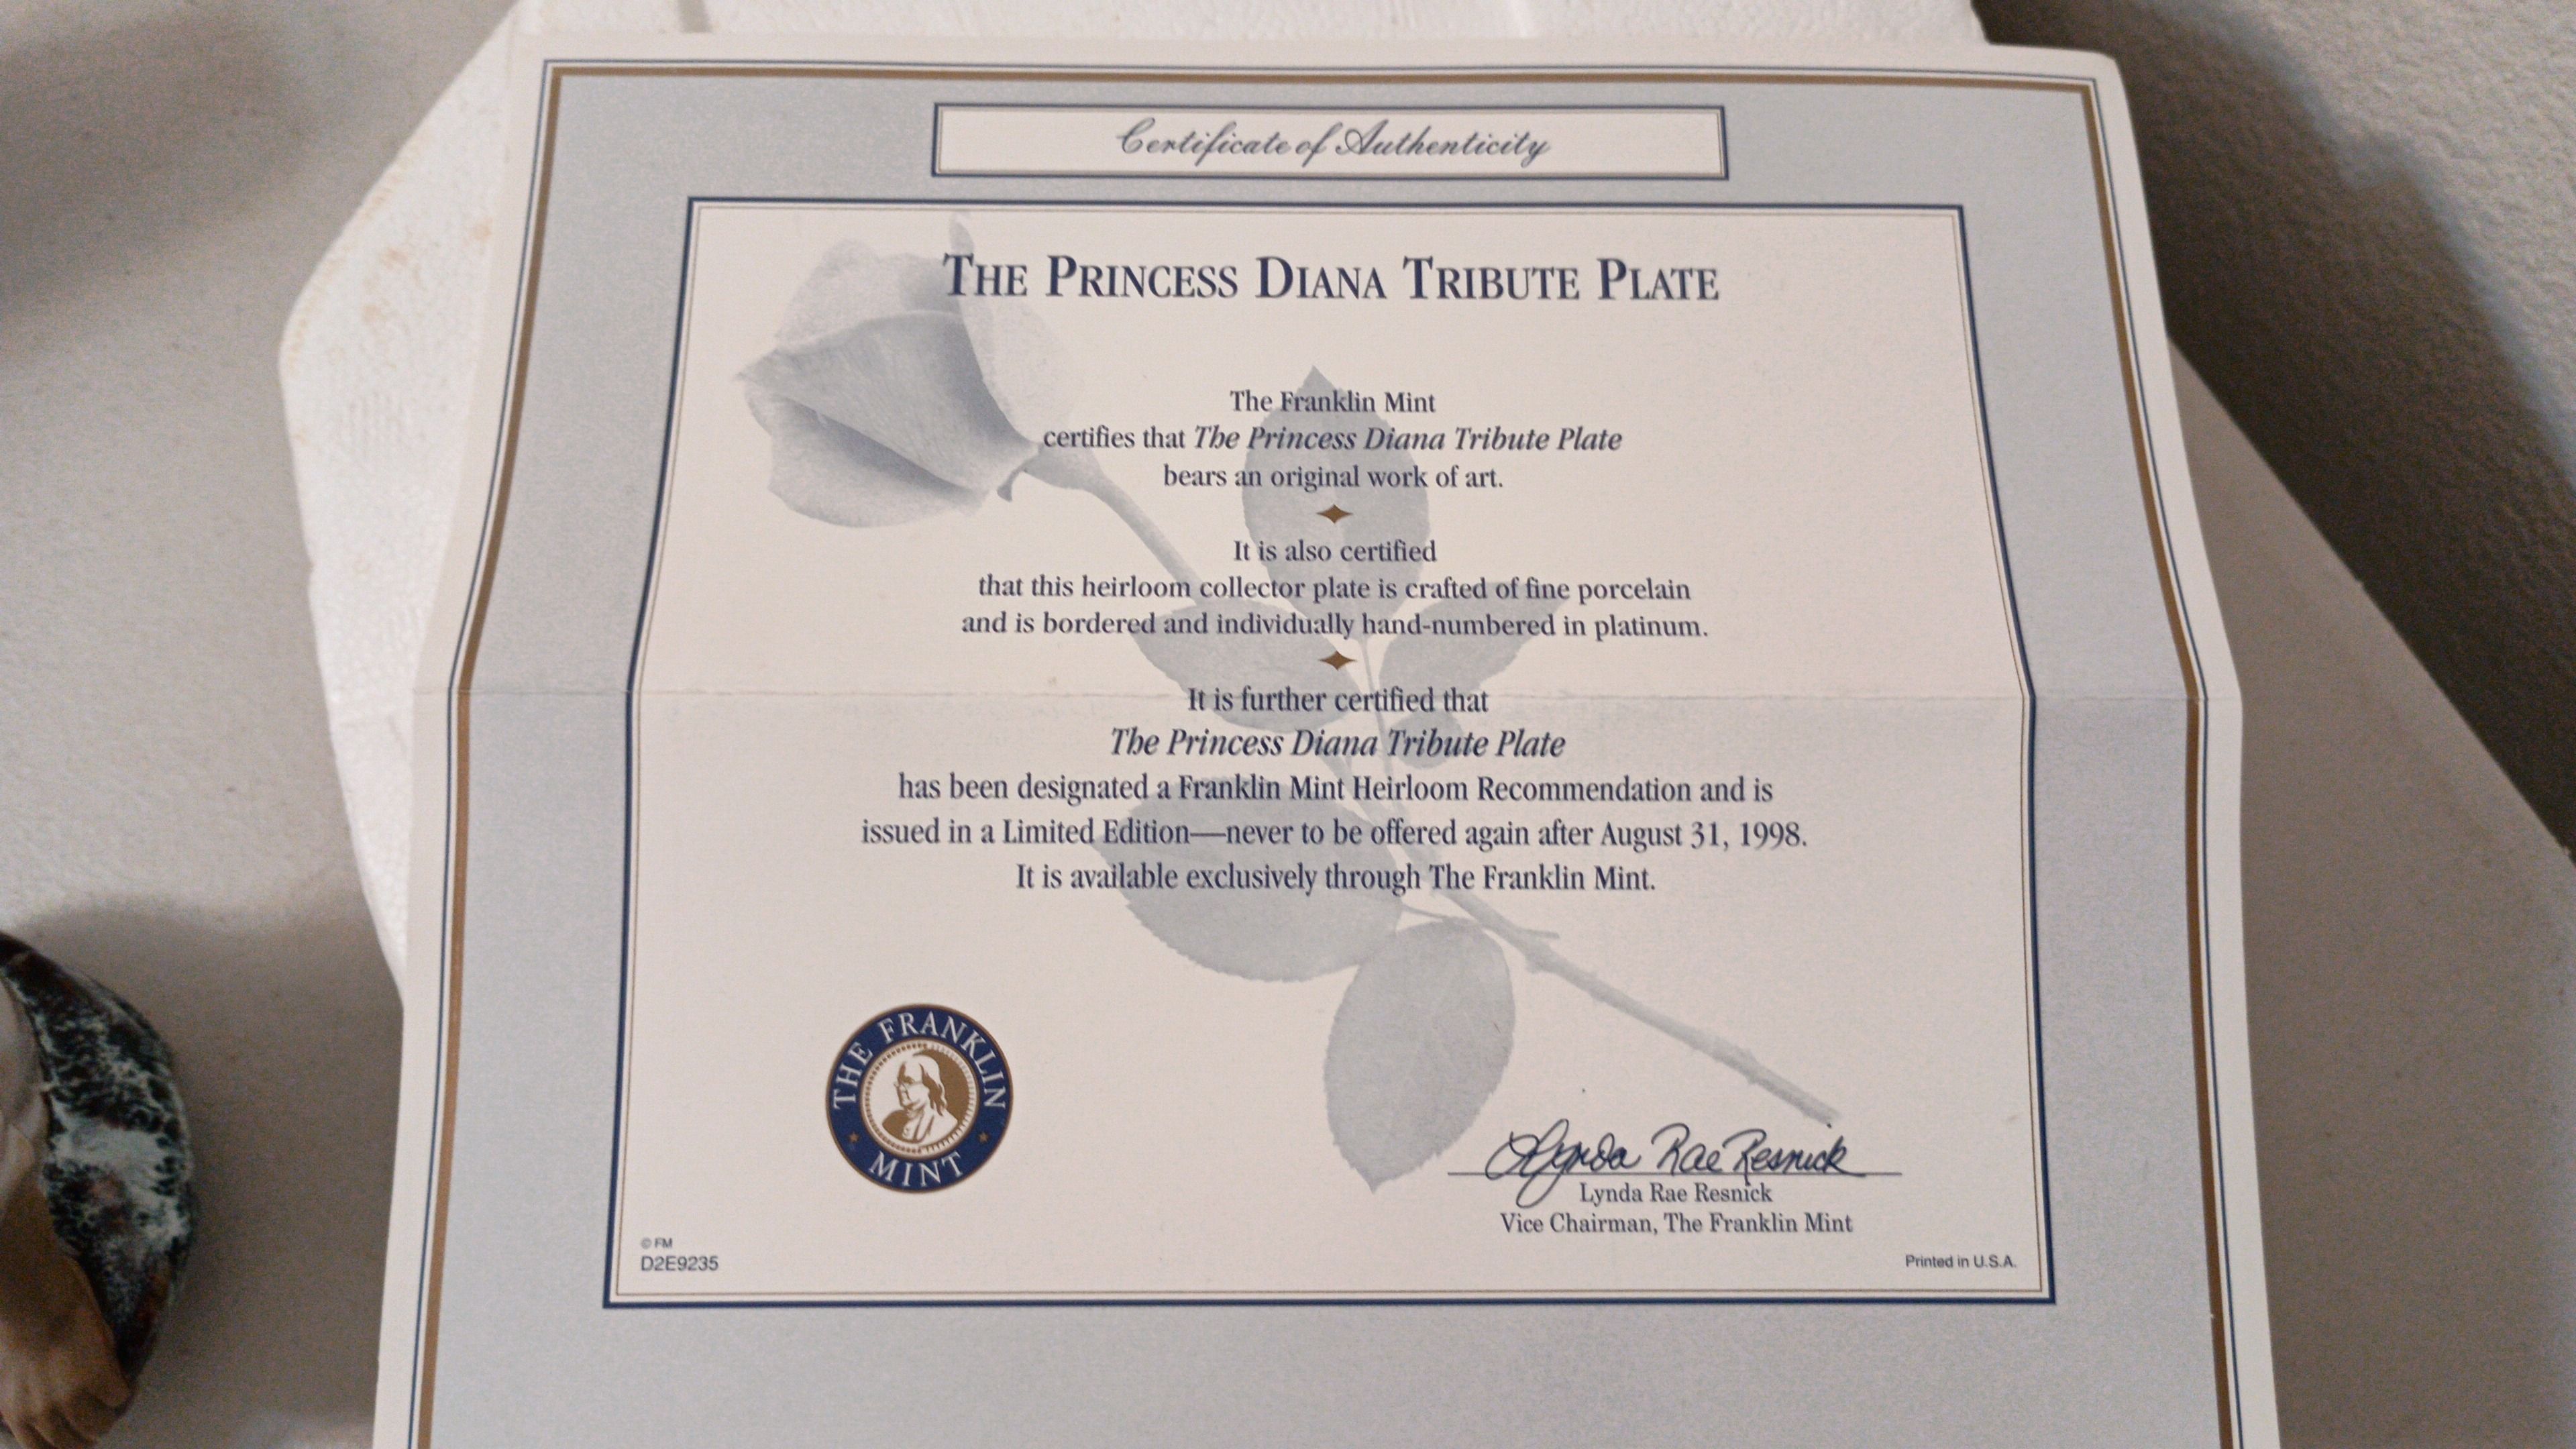 Certificate of Authenticity
THE PRINCESS DIANA TRIBUTE PLATE
The Franklin Mint
certifies that The Princess Diana Tribute Plate
bears an original work of art.
It is also certified
that this heirloom collector plate is crafted of fine porcelain
and is bordered and individually hand-numbered in platinum.
It is further certified that
The Princess Diana Tribute Plate
has been designated a Franklin Mint Heirloom Recommendation and is
issued in a Limited Edition—never to be offered again after August 31, 1998.
It is available exclusively through The Franklin Mint.
THE FRANKLIN MINT
Lynda Rae Resnick
Lynda Rae Resnick
Vice Chairman, The Franklin Mint
© FM
D2E9235
Printed in U.S.A.